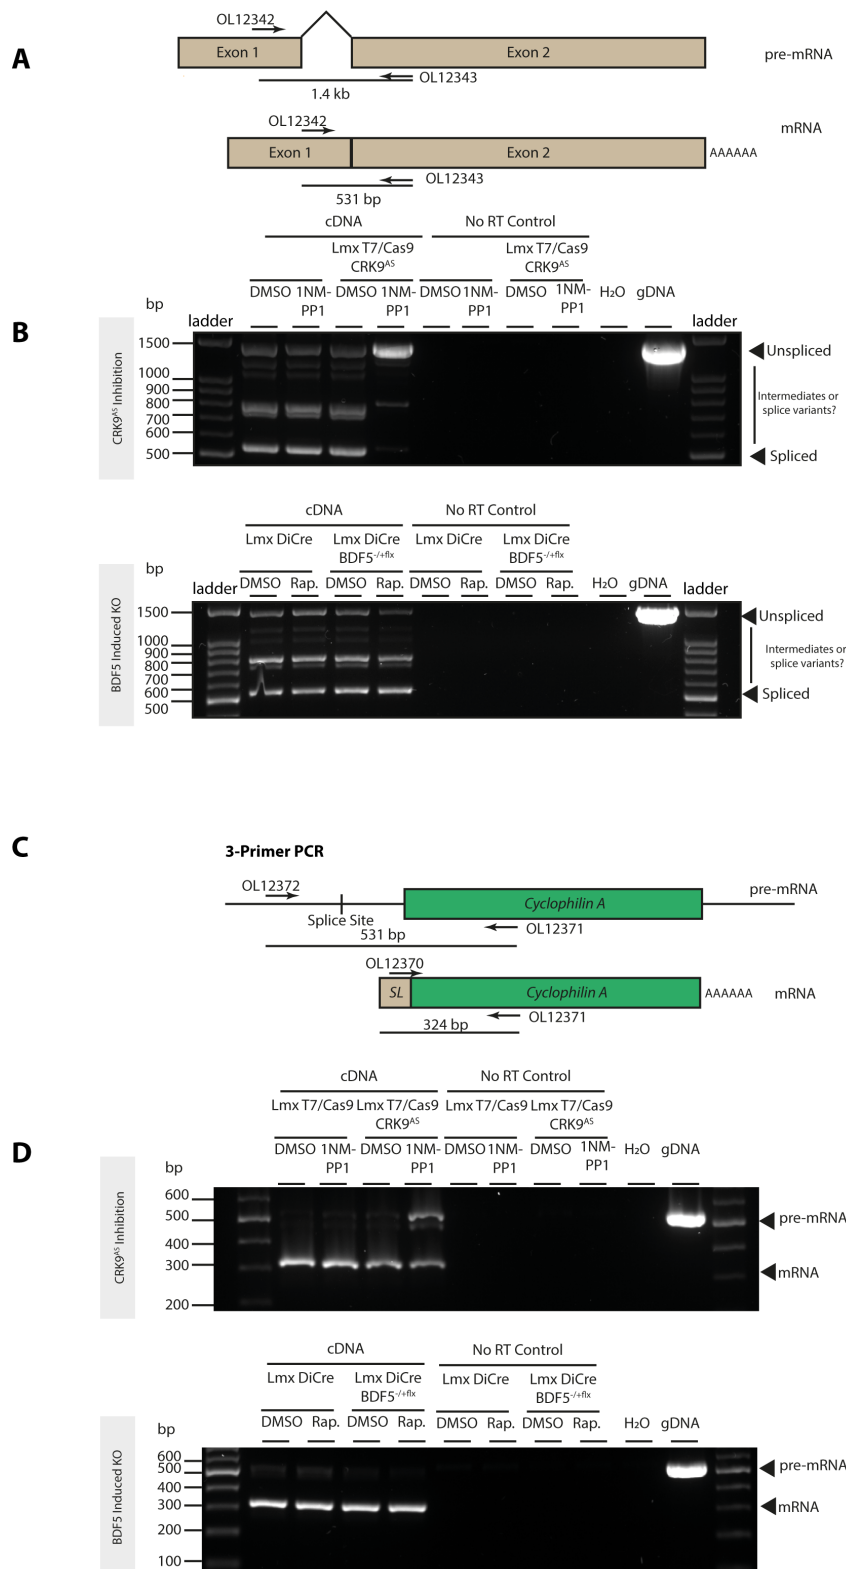 A
OL12342
Exon 1
Exon 2
pre-mRNA
OL12343
1.4 kb
OL12342
mRNA
Exon 1
Exon 2
AAAAAA
OL12343
531 bp
cDNA
No RT Control
Lmx T7/Cas9
CRK9AS
Lmx T7/Cas9
CRK9AS
DMSO
1NM-
PP1
DMSO
1NM-
PP1
DMSO
1NM-
PP1
DMSO
1NM-
PP1
H2O
gDNA
bp
ladder
ladder
B
CRK9AS Inhibition
1500
1000
900
800
700
600
500
Unspliced
Intermediates or
splice variants?
Spliced
cDNA
No RT Control
Lmx DiCre
Lmx DiCre
BDF5-/+flx
Lmx DiCre
Lmx DiCre
BDF5-/+flx
DMSO
Rap.
DMSO
Rap.
DMSO
Rap.
DMSO
Rap.
H2O
gDNA
bp
ladder
ladder
BDF5 Induced KO
1500
1000
900
800
700
600
500
Unspliced
Intermediates or
splice variants?
Spliced
C
3-Primer PCR
OL12372
pre-mRNA
Cyclophilin A
Splice Site
OL12371
531 bp
OL12370
SL
Cyclophilin A
AAAAAA
mRNA
OL12371
324 bp
cDNA
No RT Control
Lmx T7/Cas9
Lmx T7/Cas9
CRK9AS
Lmx T7/Cas9
Lmx T7/Cas9
CRK9AS
D
DMSO
1NM-
PP1
DMSO
1NM-
PP1
DMSO
1NM-
PP1
DMSO
1NM-
PP1
H2O
gDNA
bp
CRK9AS Inhibition
600
500
400
300
200
pre-mRNA
mRNA
cDNA
No RT Control
Lmx DiCre
Lmx DiCre
BDF5-/+flx
Lmx DiCre
Lmx DiCre
BDF5-/+flx
DMSO
Rap.
DMSO
Rap.
DMSO
Rap.
DMSO
Rap.
H2O
gDNA
bp
BDF5 Induced KO
600
500
400
300
200
100
pre-mRNA
mRNA